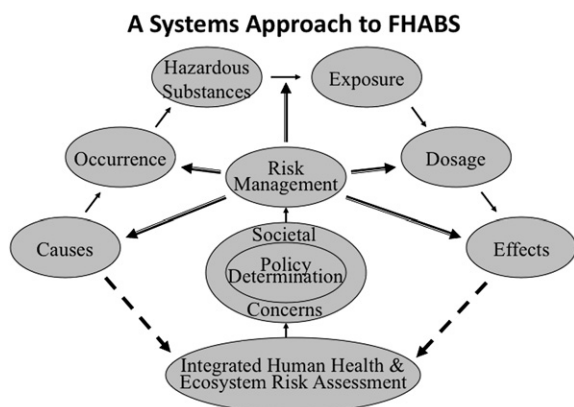 A Systems Approach to FHABS
Hazardous
Substances
Exposure
Occurrence
Risk
Management
Dosage
Causes
Societal
Policy
Determination
Concerns
Effects
Integrated Human Health &
Ecosystem Risk Assessment